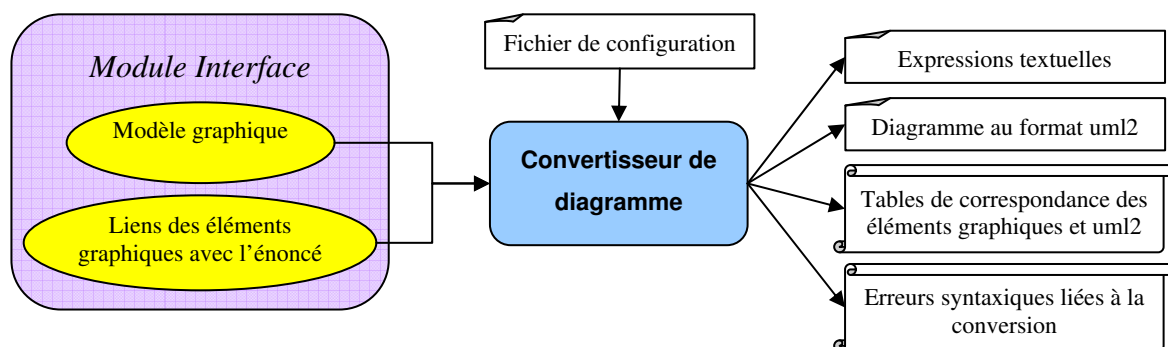 Module Interface
Modèle graphique
Liens des éléments
graphiques avec l'énoncé
Fichier de configuration
Convertisseur de
diagramme
Expressions textuelles
Diagramme au format uml2
Tables de correspondance des
éléments graphiques et uml2
Erreurs syntaxiques liées à la
conversion